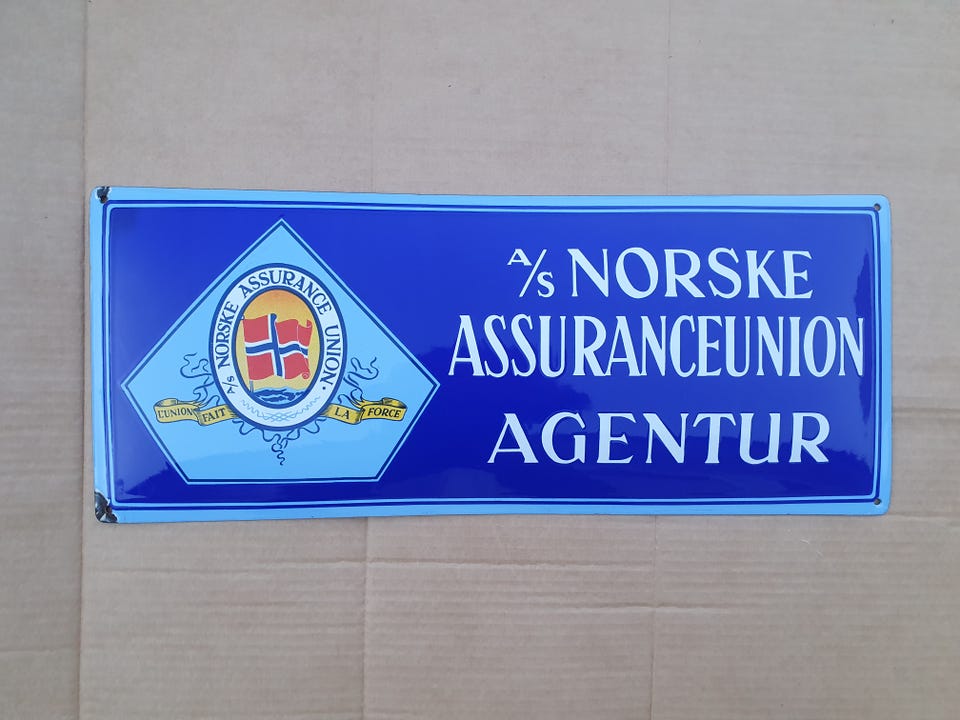 A/S NORSKE ASSURANCE UNION.
L'UNION FAIT LA FORCE
A/S NORSKE
ASSURANCEUNION
AGENTUR